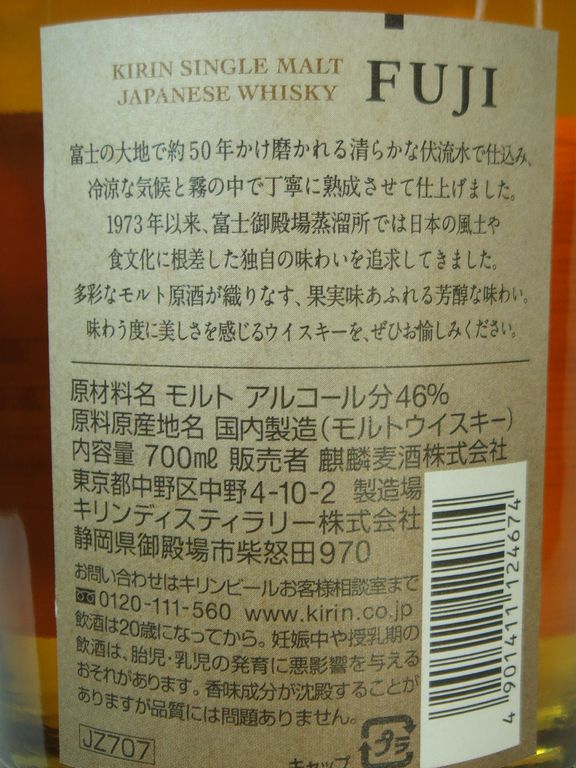 KIRIN SINGLE MALT
JAPANESE WHISKY
FUJI
富士の大地で約50年かけ磨かれる清らかな伏流水で仕込み、
冷涼な気候と霧の中で丁寧に熟成させて仕上げました。
1973年以来、富士御殿場蒸溜所では日本の風土や
食文化に根差した独自の味わいを追求してきました。
多彩なモルト原酒が織りなす、果実味あふれる芳醇な味わい。
味わう度に美しさを感じるウイスキーを、ぜひお愉しみください。
原材料名 モルト アルコール分46%
原料原産地名 国内製造(モルトウイスキー)
内容量 700mℓ 販売者 麒麟麦酒株式会社
東京都中野区中野4-10-2 製造場
キリンディスティラリー株式会社
静岡県御殿場市柴怒田970
お問い合わせはキリンビールお客様相談室まで
0120-111-560 www.kirin.co.jp
飲酒は20歳になってから。妊娠中や授乳期の
飲酒は、胎児・乳児の発育に悪影響を与える
おそれがあります。香味成分が沈殿することが
ありますが品質には問題ありません。
JZ707
キャップ
プラ
4 901411 124674